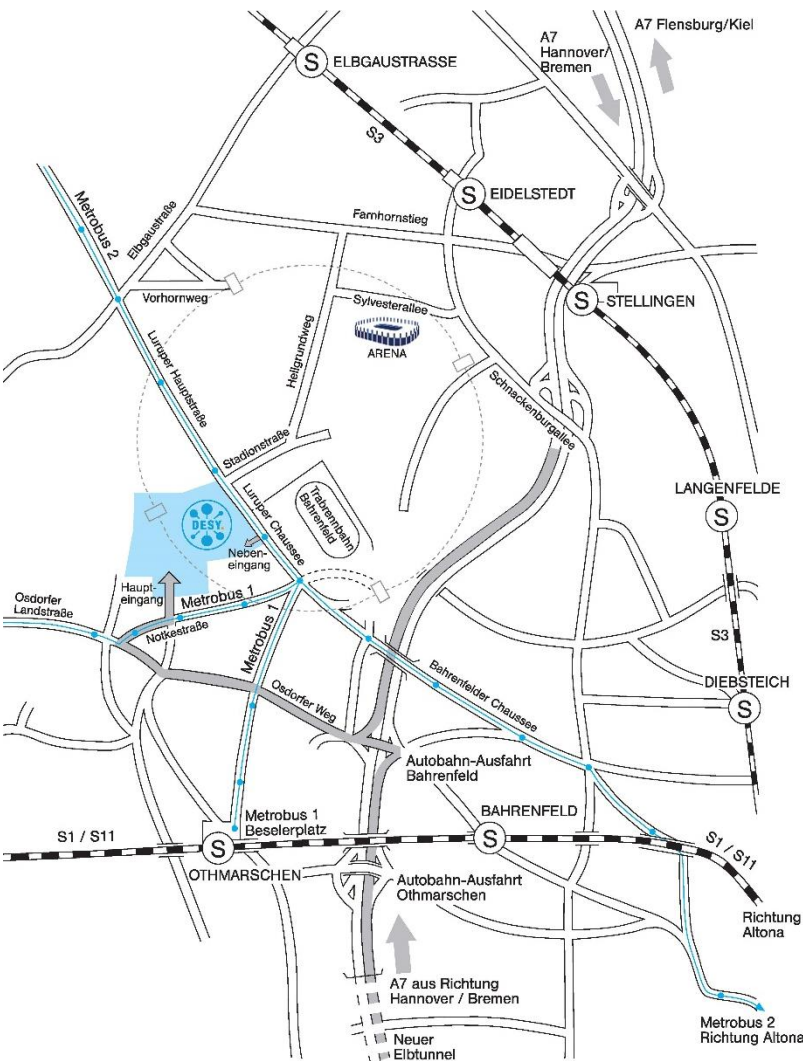 A7 Flensburg/Kiel
A7
Hannover/
Bremen
S
ELBGAUSTRASSE
S3
S
EIDELSTEDT
Metrobus 2
Elbgaustraße
Farnhornstieg
Vorhornweg
Sylvesterallee
S
STELLINGEN
ARENA
Luruper Hauptstraße
Hellgrundweg
Schnackenburgallee
Stadionstraße
LANGENFELDE
S
DESY
Luruper Chaussee
Trabrennbahn
Bahrenfeld
Neben-
eingang
Haupt-
eingang
Metrobus 1
Osdorfer
Landstraße
Notkestraße
Metrobus 1
S3
Bahrenfelder Chaussee
DIEBSTEICH
S
Osdorfer Weg
Autobahn-Ausfahrt
Bahrenfeld
Metrobus 1
Beselerplatz
BAHRENFELD
S
S1 / S11
S
S1 / S11
OTHMARSCHEN
Autobahn-Ausfahrt
Othmarschen
Richtung
Altona
A7 aus Richtung
Hannover / Bremen
Neuer
Elbtunnel
Metrobus 2
Richtung Altona